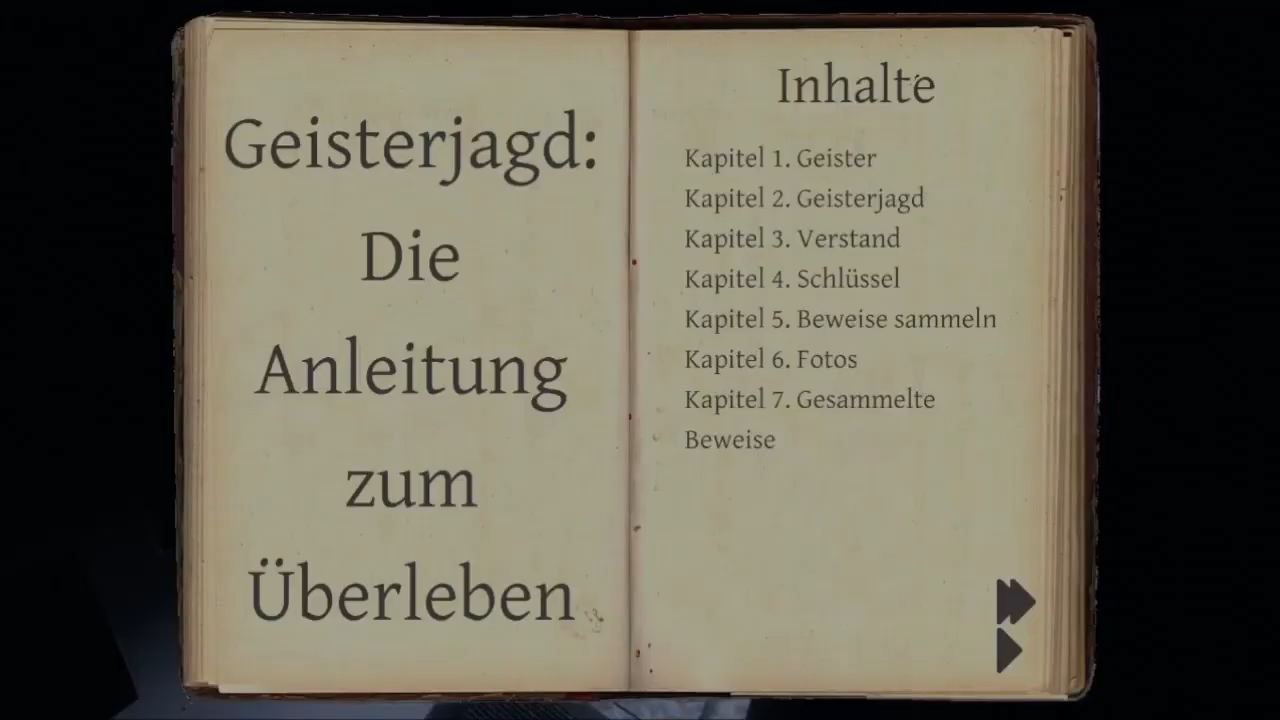 Geisterjagd:
Die
Anleitung
zum
Überleben
Inhalte
Kapitel 1. Geister
Kapitel 2. Geisterjagd
Kapitel 3. Verstand
Kapitel 4. Schlüssel
Kapitel 5. Beweise sammeln
Kapitel 6. Fotos
Kapitel 7. Gesammelte
Beweise